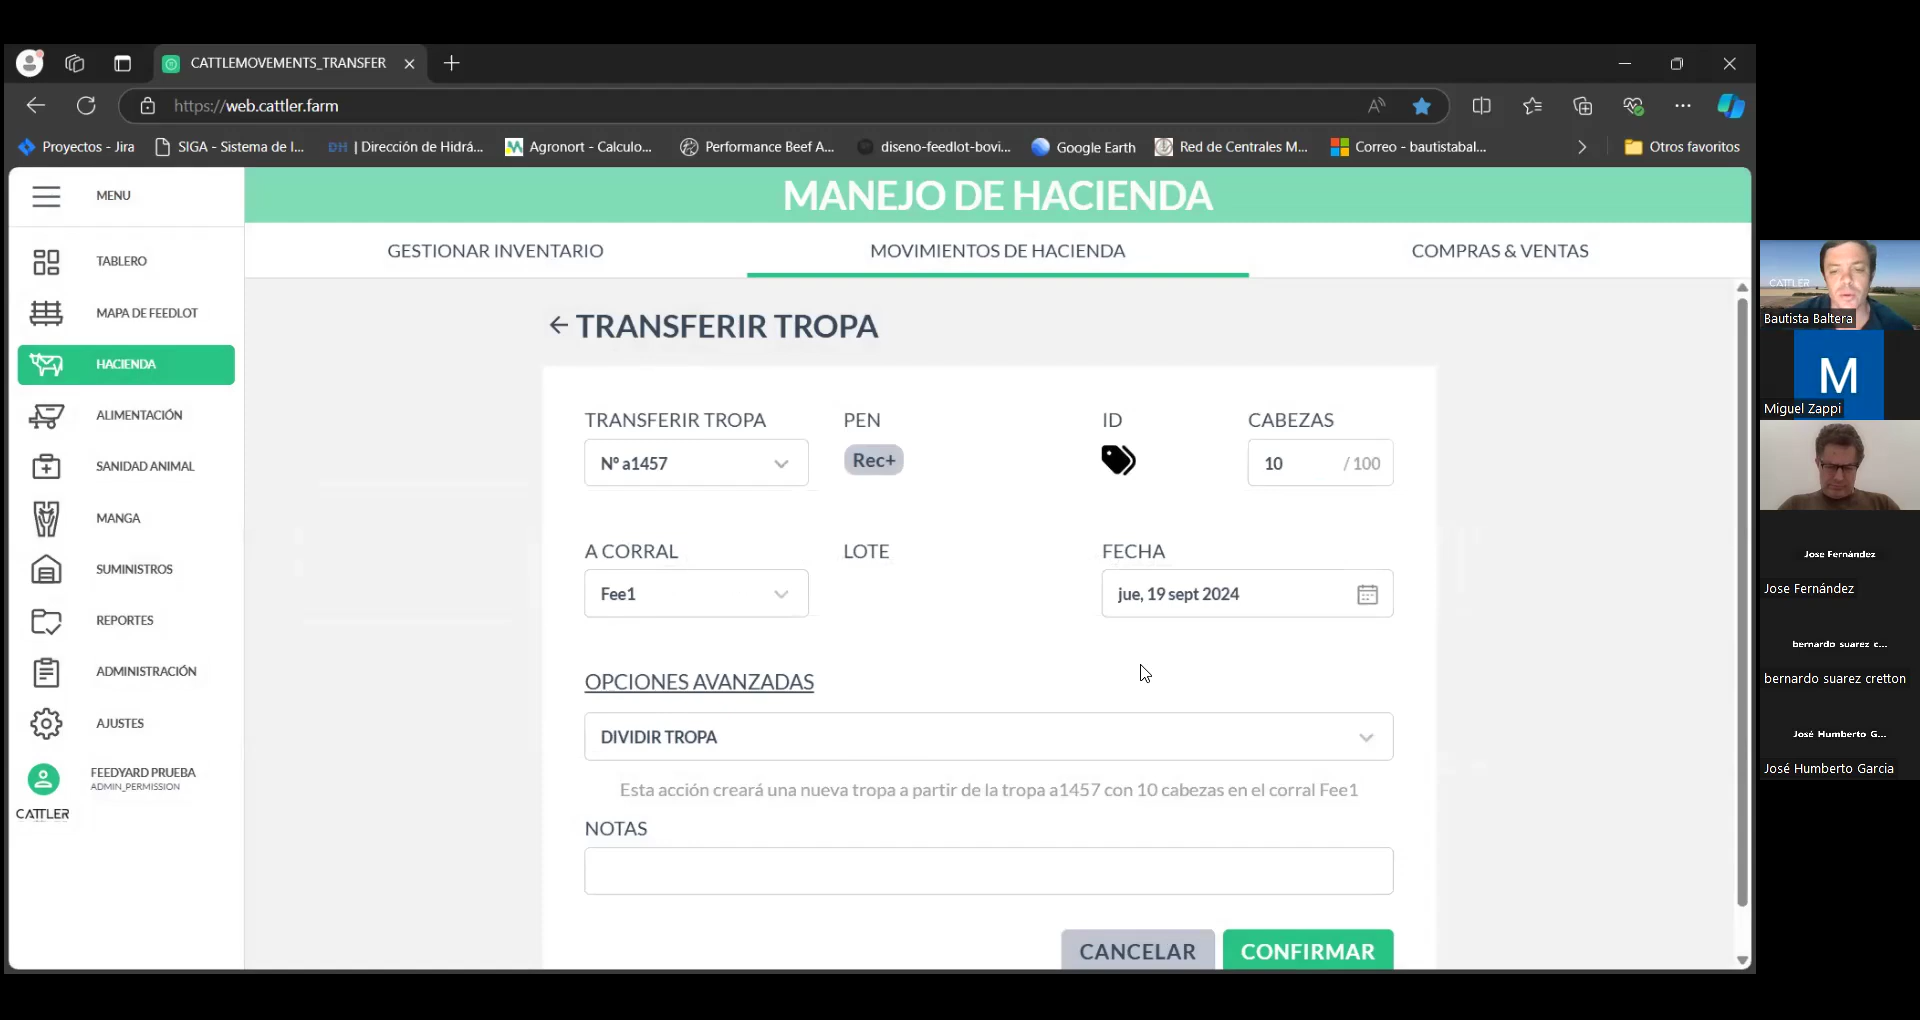 CATTLEMOVEMENTS_TRANSFER
https://web.cattler.farm
Proyectos - Jira
SIGA - Sistema de I...
DH | Dirección de Hidrá...
Agronort - Calculo...
Performance Beef A...
diseno-feedlot-bovi...
Google Earth
Red de Centrales M...
Correo - bautistabal...
Otros favoritos
MENU
MANEJO DE HACIENDA
GESTIONAR INVENTARIO
MOVIMIENTOS DE HACIENDA
COMPRAS & VENTAS
TABLERO
MAPA DE FEEDLOT
HACIENDA
ALIMENTACIÓN
SANIDAD ANIMAL
MANGA
SUMINISTROS
REPORTES
ADMINISTRACIÓN
AJUSTES
FEEDYARD PRUEBA
ADMIN_PERMISSION
CATTLER
TRANSFERIR TROPA
TRANSFERIR TROPA
PEN
ID
CABEZAS
Nº a1457
Rec+
10 / 100
A CORRAL
LOTE
FECHA
Fee1
jue, 19 sept 2024
OPCIONES AVANZADAS
DIVIDIR TROPA
Esta acción creará una nueva tropa a partir de la tropa a1457 con 10 cabezas en el corral Fee1
NOTAS
CANCELAR
CONFIRMAR
CATTLER
Bautista Baltera
M
Miguel Zappi
Jose Fernández
Jose Fernández
bernardo suarez c...
bernardo suarez cretton
José Humberto G...
José Humberto Garcia